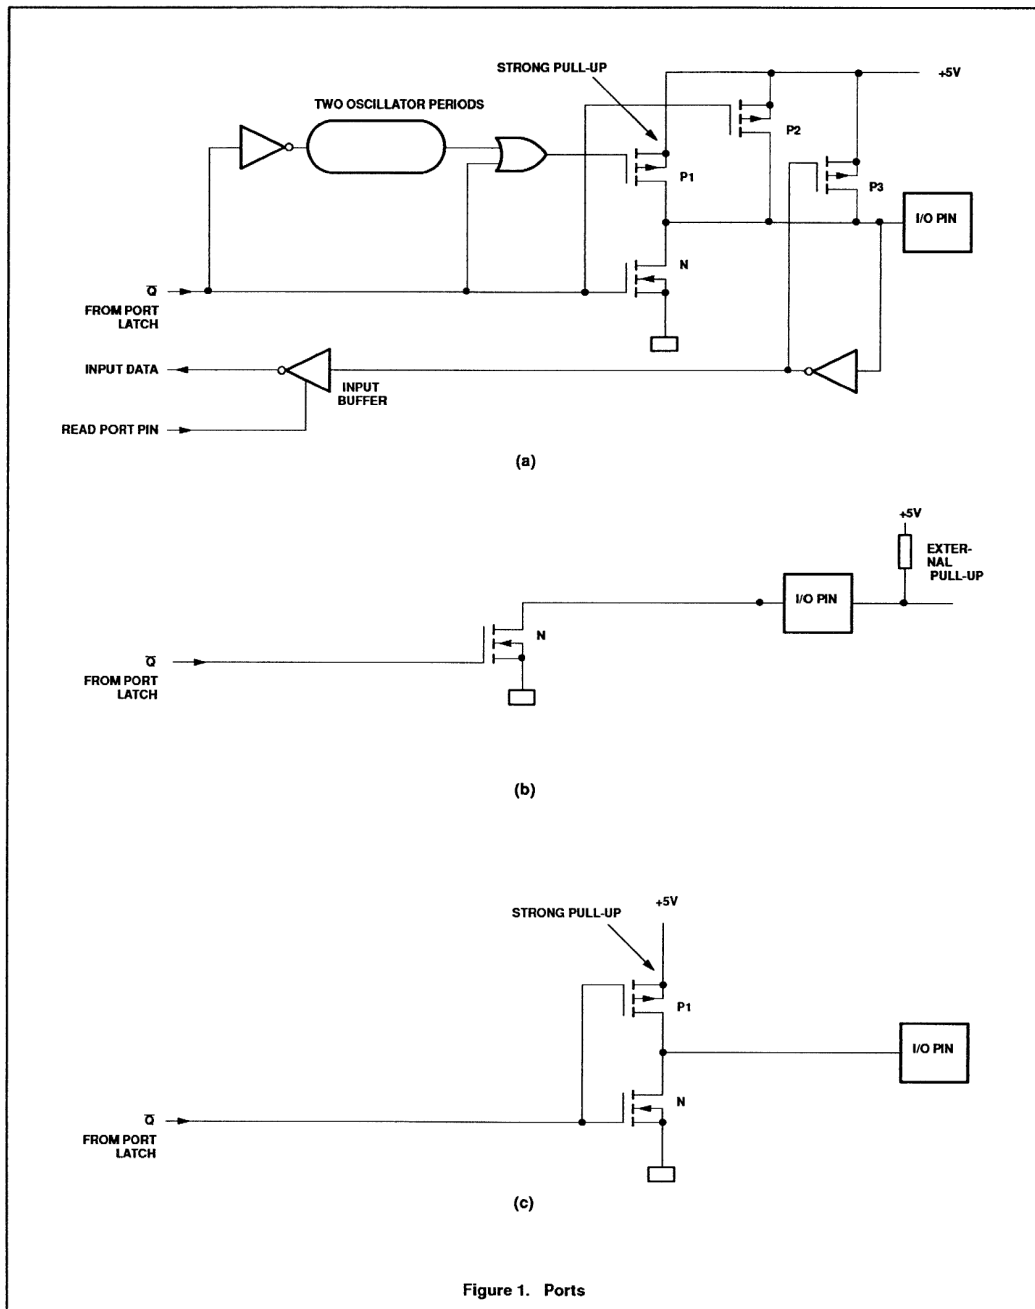 STRONG PULL-UP
+5V
TWO OSCILLATOR PERIODS
P2
P1
P3
I/O PIN
N
Q̅
FROM PORT
LATCH
INPUT DATA
INPUT
BUFFER
READ PORT PIN
(a)
+5V
EXTER-
NAL
PULL-UP
I/O PIN
N
Q̅
FROM PORT
LATCH
(b)
+5V
STRONG PULL-UP
P1
I/O PIN
N
Q̅
FROM PORT
LATCH
(c)
Figure 1. Ports